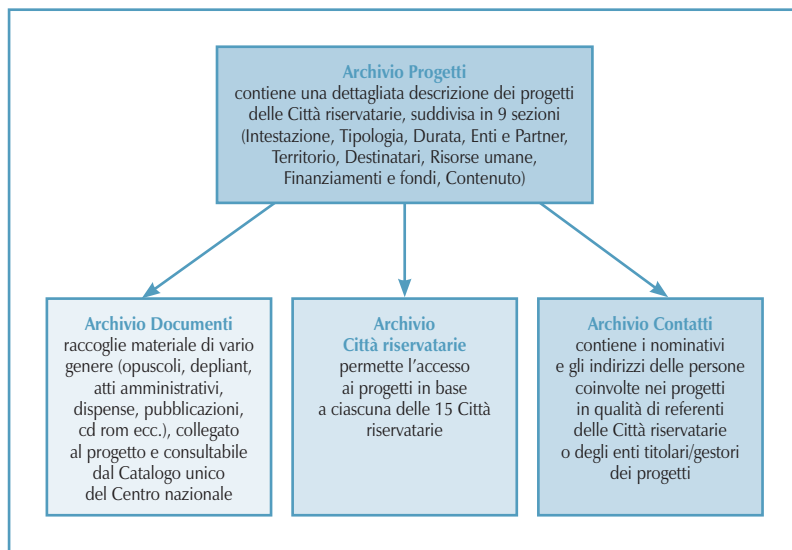 Archivio Progetti
contiene una dettagliata descrizione dei progetti
delle Città riservatarie, suddivisa in 9 sezioni
(Intestazione, Tipologia, Durata, Enti e Partner,
Territorio, Destinatari, Risorse umane,
Finanziamenti e fondi, Contenuto)
Archivio Documenti
raccoglie materiale di vario
genere (opuscoli, depliant,
atti amministrativi,
dispense, pubblicazioni,
cd rom ecc.), collegato
al progetto e consultabile
dal Catalogo unico
del Centro nazionale
Archivio
Città riservatarie
permette l’accesso
ai progetti in base
a ciascuna delle 15 Città
riservatarie
Archivio Contatti
contiene i nominativi
e gli indirizzi delle persone
coinvolte nei progetti
in qualità di referenti
delle Città riservatarie
o degli enti titolari/gestori
dei progetti